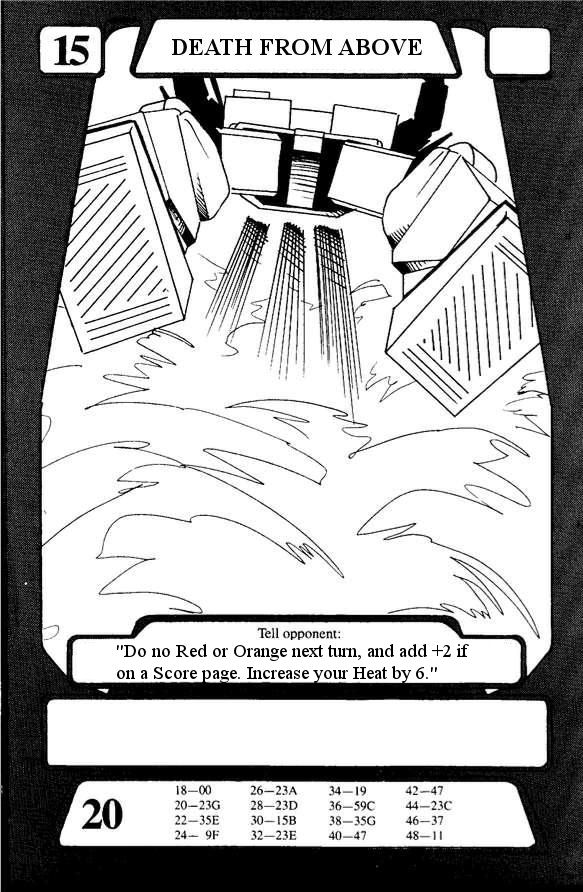 15
DEATH FROM ABOVE
Tell opponent:
"Do no Red or Orange next turn, and add +2 if
on a Score page. Increase your Heat by 6."
20
18—00 26—23A 34—19 42—47
20—23G 28—23D 36—59C 44—23C
22—35E 30—15B 38—35G 46—37
24— 9F 32—23E 40—47 48—11